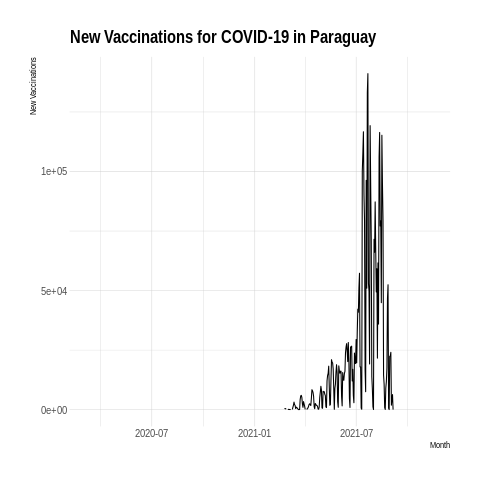 New Vaccinations for COVID-19 in Paraguay
New Vaccinations
1e+05
5e+04
0e+00
2020-07 2021-01 2021-07
Month